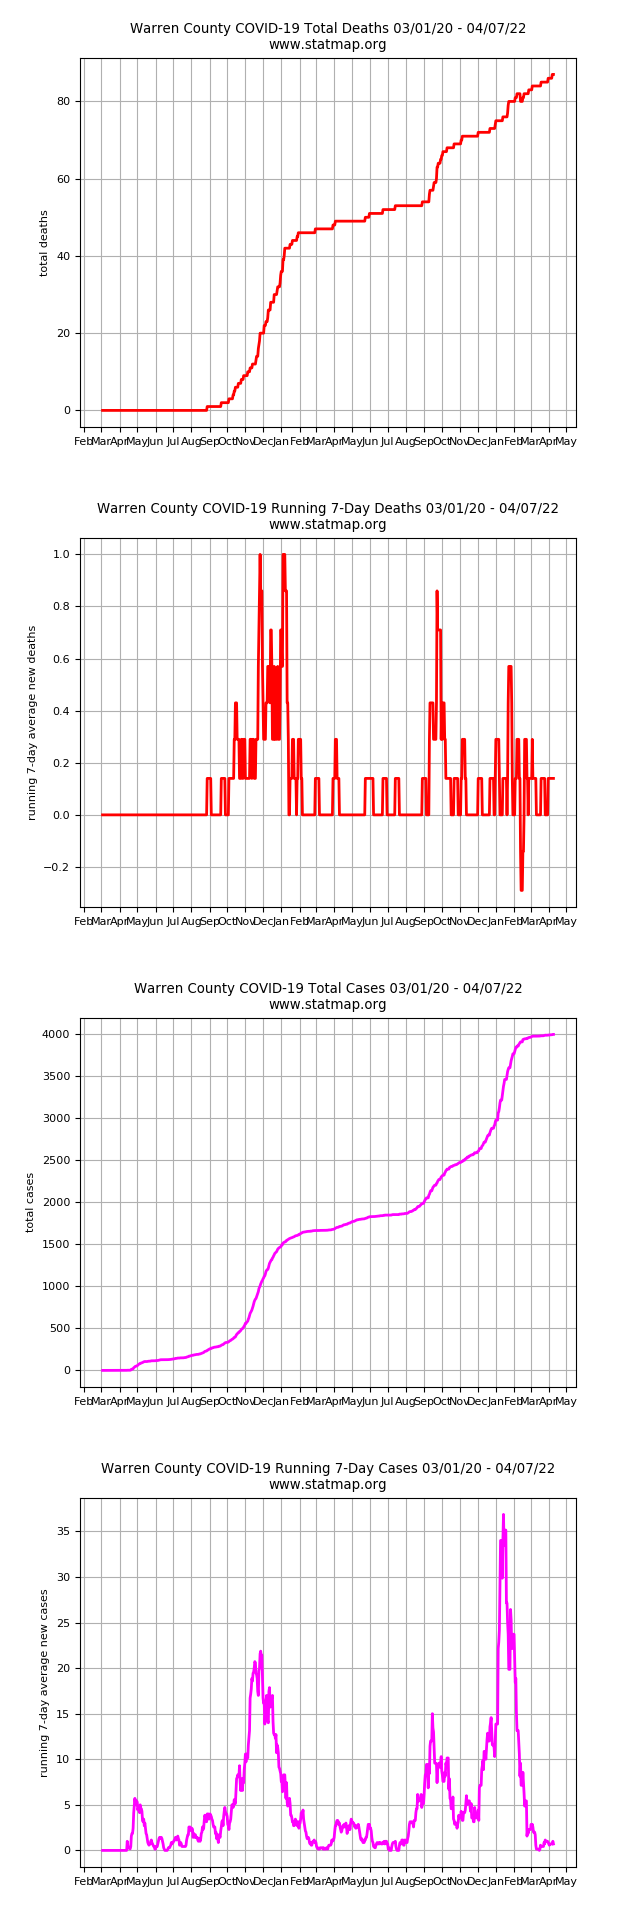 Warren County COVID-19 Total Deaths 03/01/20 - 04/07/22
www.statmap.org
80
60
40
20
0
total deaths
Feb Mar Apr May Jun Jul Aug Sep Oct Nov Dec Jan Feb Mar Apr May Jun Jul Aug Sep Oct Nov Dec Jan Feb Mar Apr May
Warren County COVID-19 Running 7-Day Deaths 03/01/20 - 04/07/22
www.statmap.org
1.0
0.8
0.6
0.4
0.2
0.0
−0.2
running 7-day average new deaths
Feb Mar Apr May Jun Jul Aug Sep Oct Nov Dec Jan Feb Mar Apr May Jun Jul Aug Sep Oct Nov Dec Jan Feb Mar Apr May
Warren County COVID-19 Total Cases 03/01/20 - 04/07/22
www.statmap.org
4000
3500
3000
2500
2000
1500
1000
500
0
total cases
Feb Mar Apr May Jun Jul Aug Sep Oct Nov Dec Jan Feb Mar Apr May Jun Jul Aug Sep Oct Nov Dec Jan Feb Mar Apr May
Warren County COVID-19 Running 7-Day Cases 03/01/20 - 04/07/22
www.statmap.org
35
30
25
20
15
10
5
0
running 7-day average new cases
Feb Mar Apr May Jun Jul Aug Sep Oct Nov Dec Jan Feb Mar Apr May Jun Jul Aug Sep Oct Nov Dec Jan Feb Mar Apr May